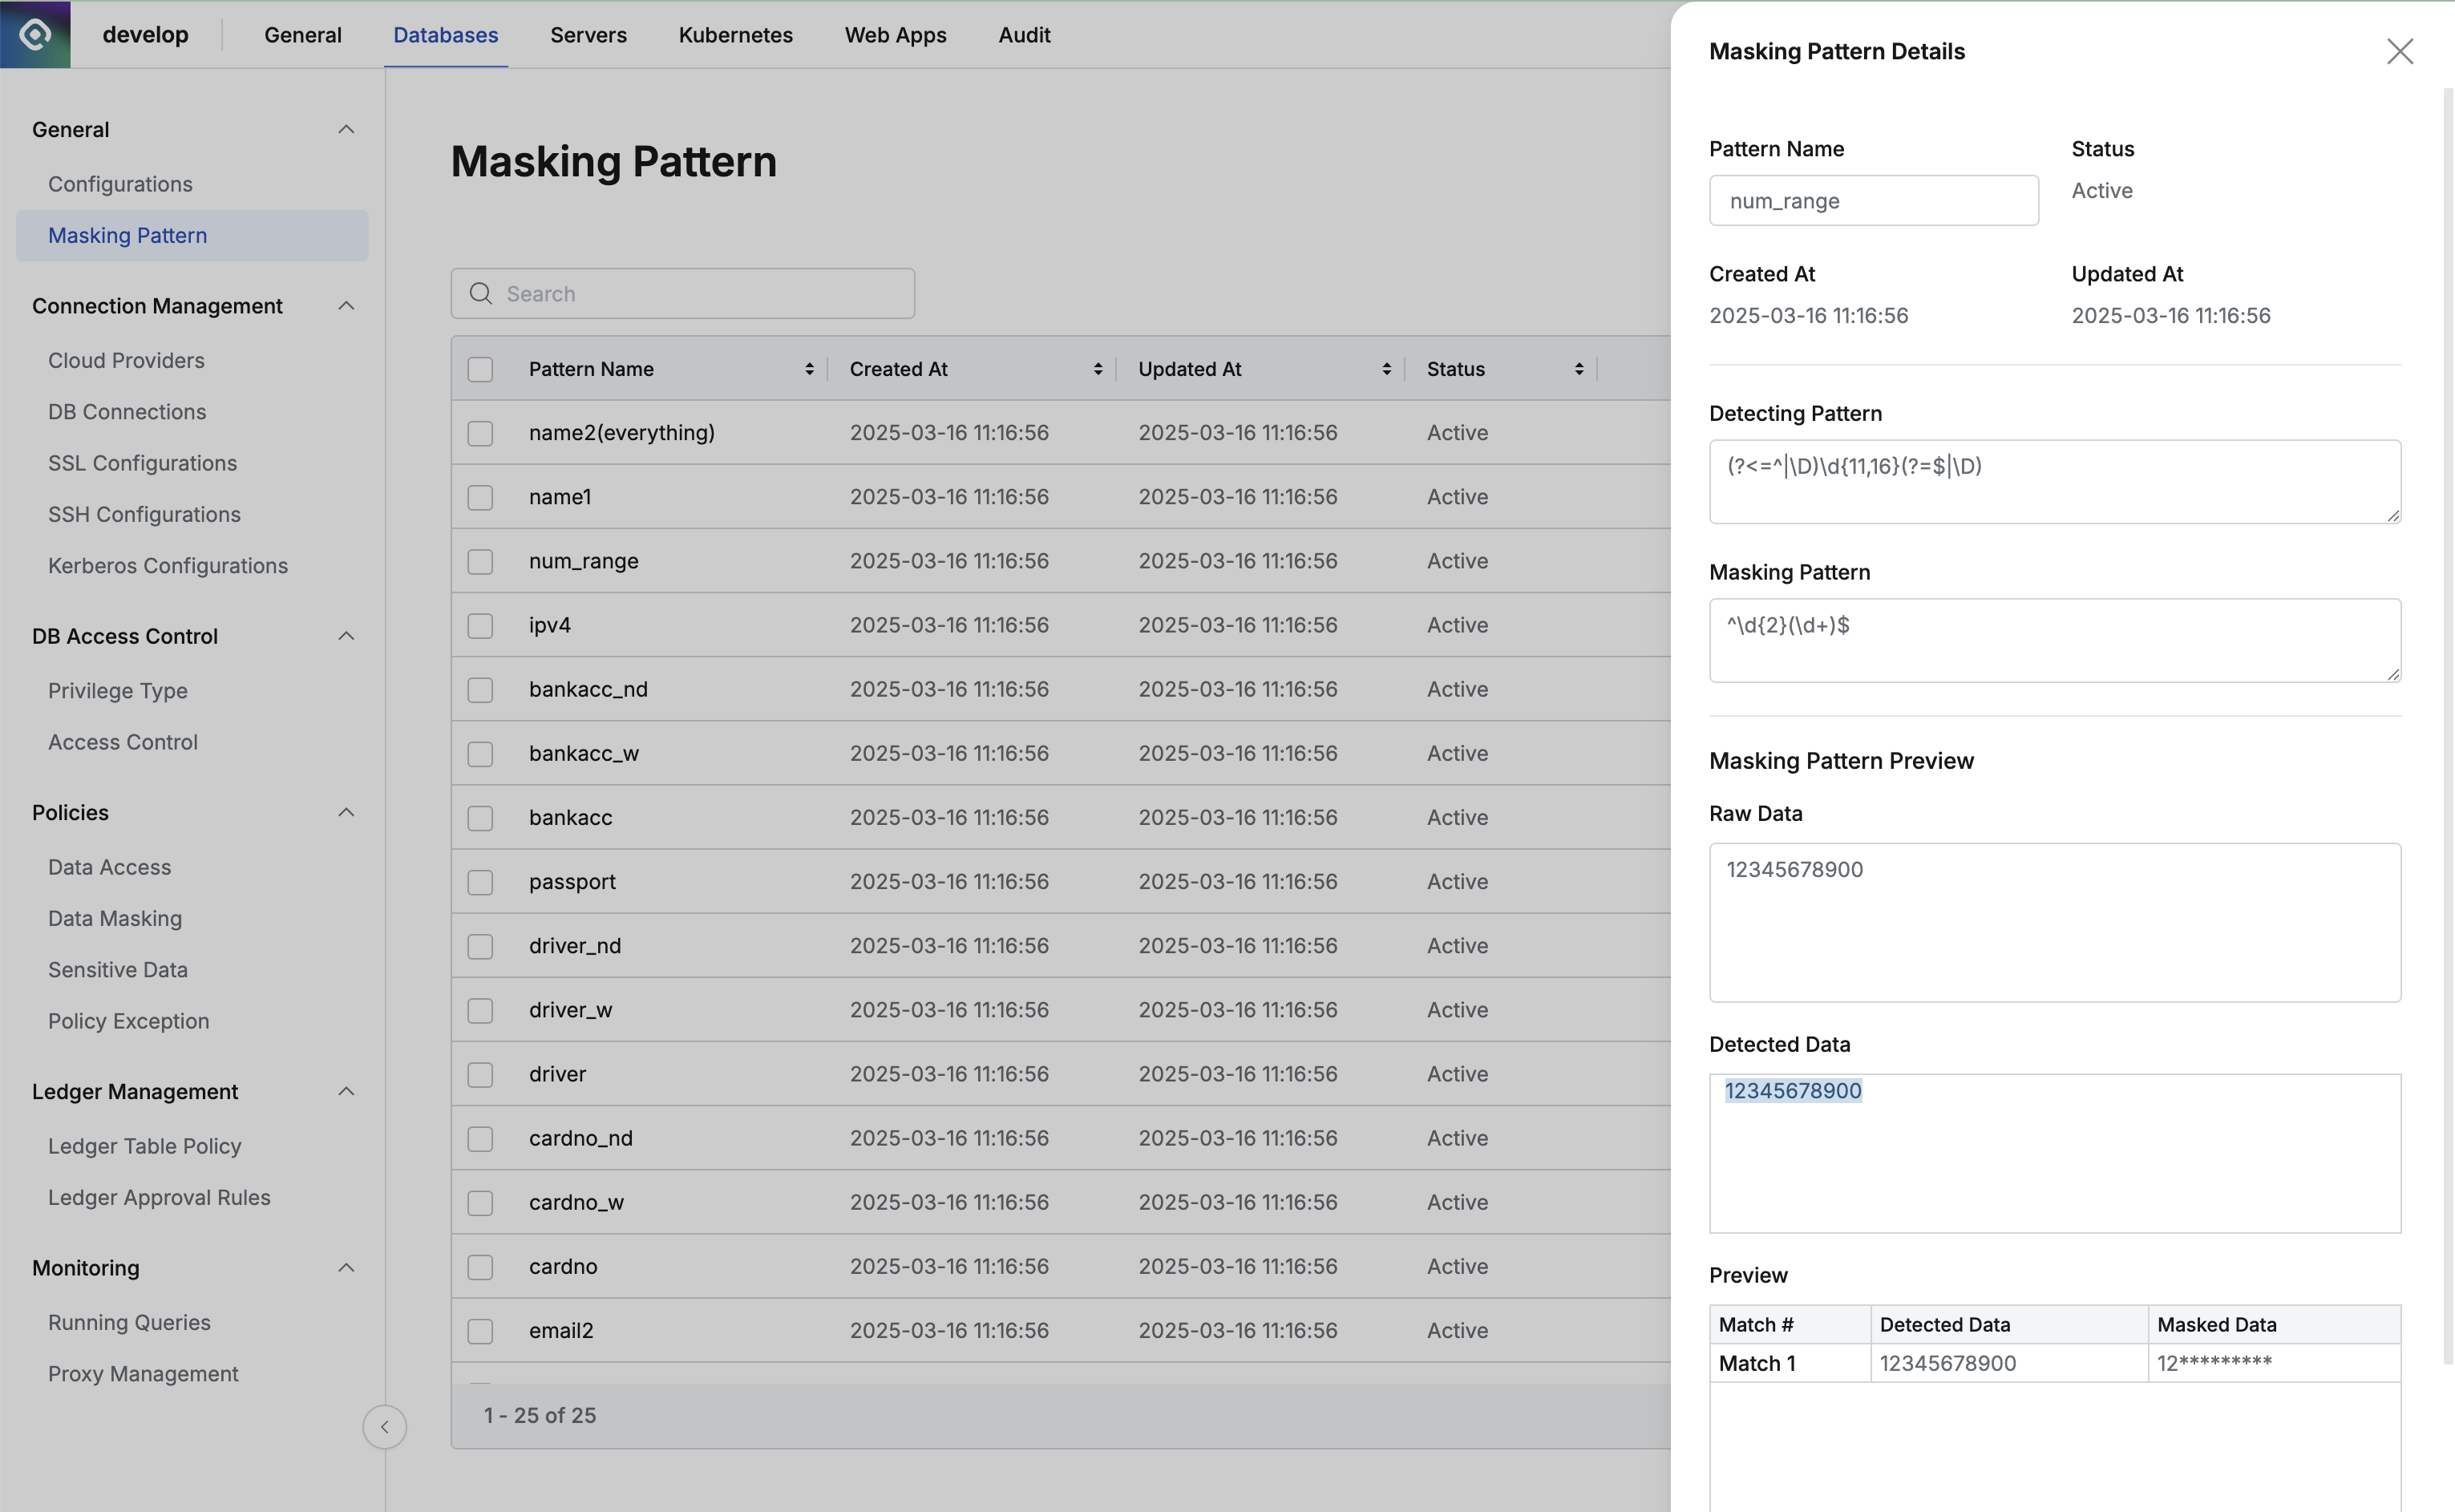 develop
General
Databases
Servers
Kubernetes
Web Apps
Audit
General
Configurations
Masking Pattern
Connection Management
Cloud Providers
DB Connections
SSL Configurations
SSH Configurations
Kerberos Configurations
DB Access Control
Privilege Type
Access Control
Policies
Data Access
Data Masking
Sensitive Data
Policy Exception
Ledger Management
Ledger Table Policy
Ledger Approval Rules
Monitoring
Running Queries
Proxy Management
Masking Pattern
Search
Pattern Name Created At Updated At Status
name2(everything) 2025-03-16 11:16:56 2025-03-16 11:16:56 Active
name1 2025-03-16 11:16:56 2025-03-16 11:16:56 Active
num_range 2025-03-16 11:16:56 2025-03-16 11:16:56 Active
ipv4 2025-03-16 11:16:56 2025-03-16 11:16:56 Active
bankacc_nd 2025-03-16 11:16:56 2025-03-16 11:16:56 Active
bankacc_w 2025-03-16 11:16:56 2025-03-16 11:16:56 Active
bankacc 2025-03-16 11:16:56 2025-03-16 11:16:56 Active
passport 2025-03-16 11:16:56 2025-03-16 11:16:56 Active
driver_nd 2025-03-16 11:16:56 2025-03-16 11:16:56 Active
driver_w 2025-03-16 11:16:56 2025-03-16 11:16:56 Active
driver 2025-03-16 11:16:56 2025-03-16 11:16:56 Active
cardno_nd 2025-03-16 11:16:56 2025-03-16 11:16:56 Active
cardno_w 2025-03-16 11:16:56 2025-03-16 11:16:56 Active
cardno 2025-03-16 11:16:56 2025-03-16 11:16:56 Active
email2 2025-03-16 11:16:56 2025-03-16 11:16:56 Active
1 - 25 of 25
Masking Pattern Details
Pattern Name Status
num_range Active
Created At Updated At
2025-03-16 11:16:56 2025-03-16 11:16:56
Detecting Pattern
(?<=^|\D)\d{11,16}(?=$|\D)
Masking Pattern
^\d{2}(\d+)$
Masking Pattern Preview
Raw Data
12345678900
Detected Data
12345678900
Preview
Match # Detected Data Masked Data
Match 1 12345678900 12*********